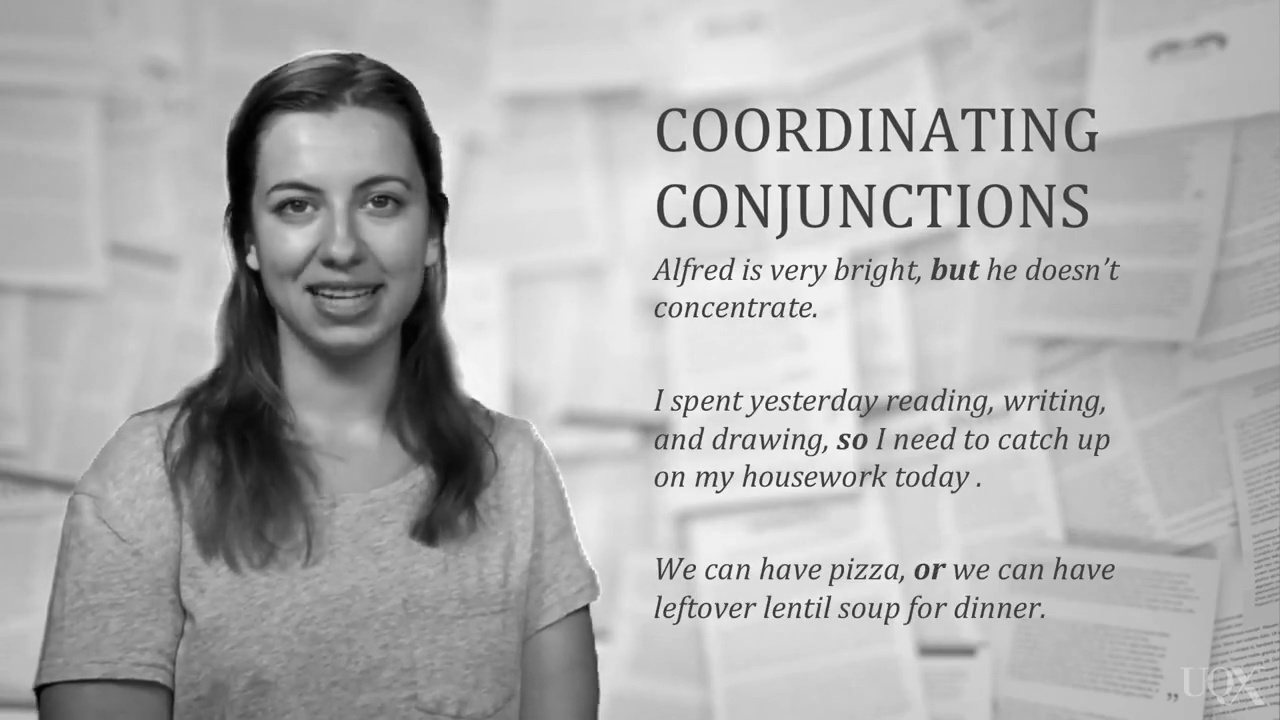 COORDINATING
CONJUNCTIONS
Alfred is very bright, but he doesn’t
concentrate.
I spent yesterday reading, writing,
and drawing, so I need to catch up
on my housework today .
We can have pizza, or we can have
leftover lentil soup for dinner.
UQX